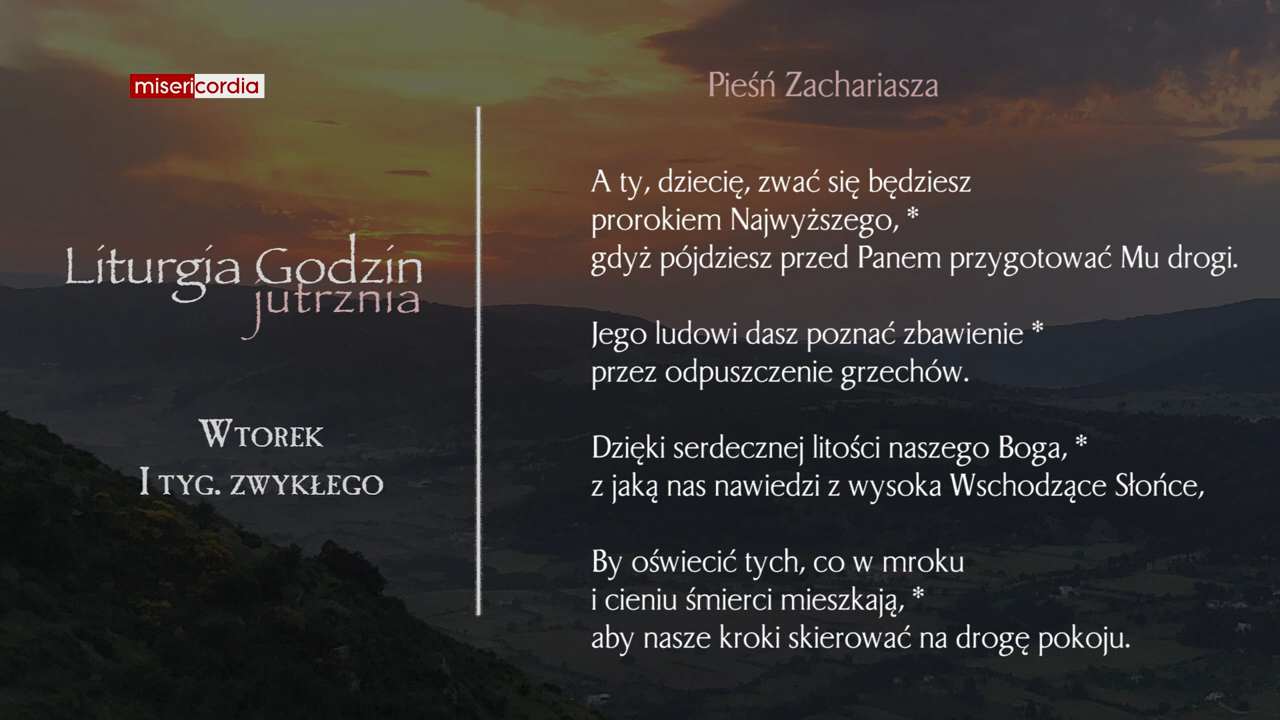 misericordia
Liturgia Godzin
jutrznia
Wtorek
I tyg. zwykłego
Pieśń Zachariasza
A ty, dziecię, zwać się będziesz
prorokiem Najwyższego, *
gdyż pójdziesz przed Panem przygotować Mu drogi.
Jego ludowi dasz poznać zbawienie *
przez odpuszczenie grzechów.
Dzięki serdecznej litości naszego Boga, *
z jaką nas nawiedzi z wysoka Wschodzące Słońce,
By oświecić tych, co w mroku
i cieniu śmierci mieszkają, *
aby nasze kroki skierować na drogę pokoju.